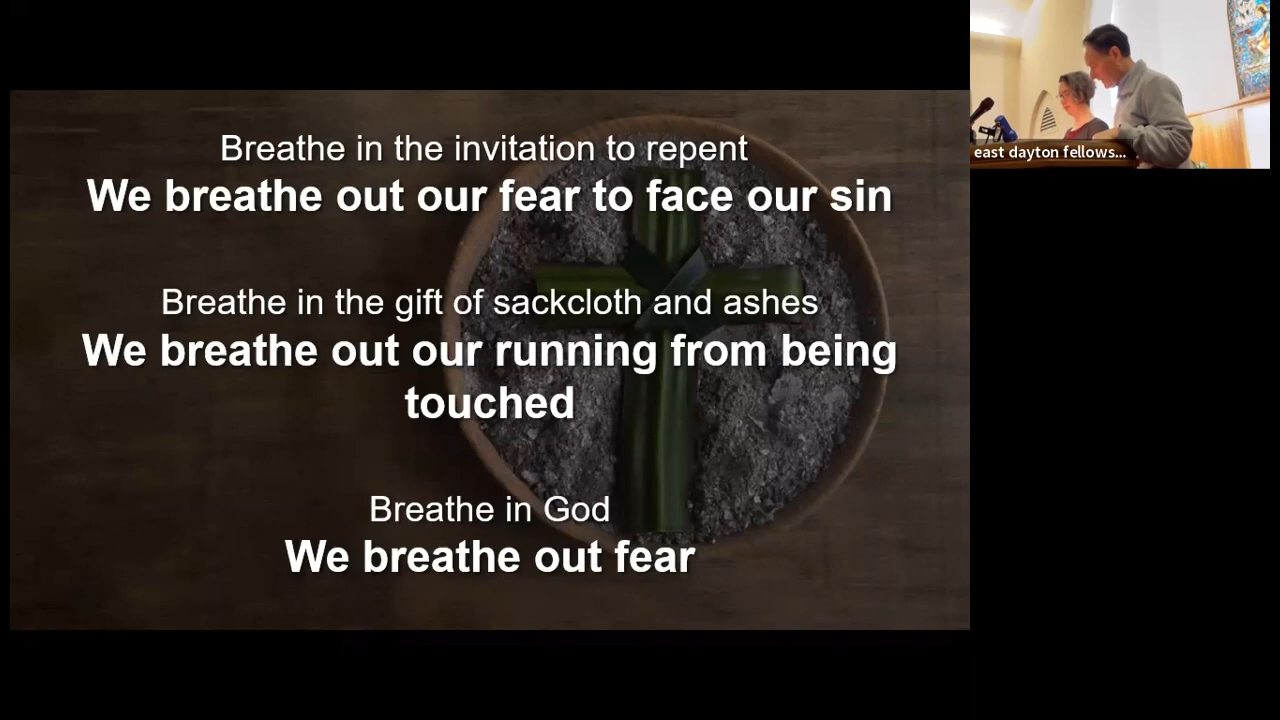 Breathe in the invitation to repent
We breathe out our fear to face our sin
Breathe in the gift of sackcloth and ashes
We breathe out our running from being
touched
Breathe in God
We breathe out fear
east dayton fellows...